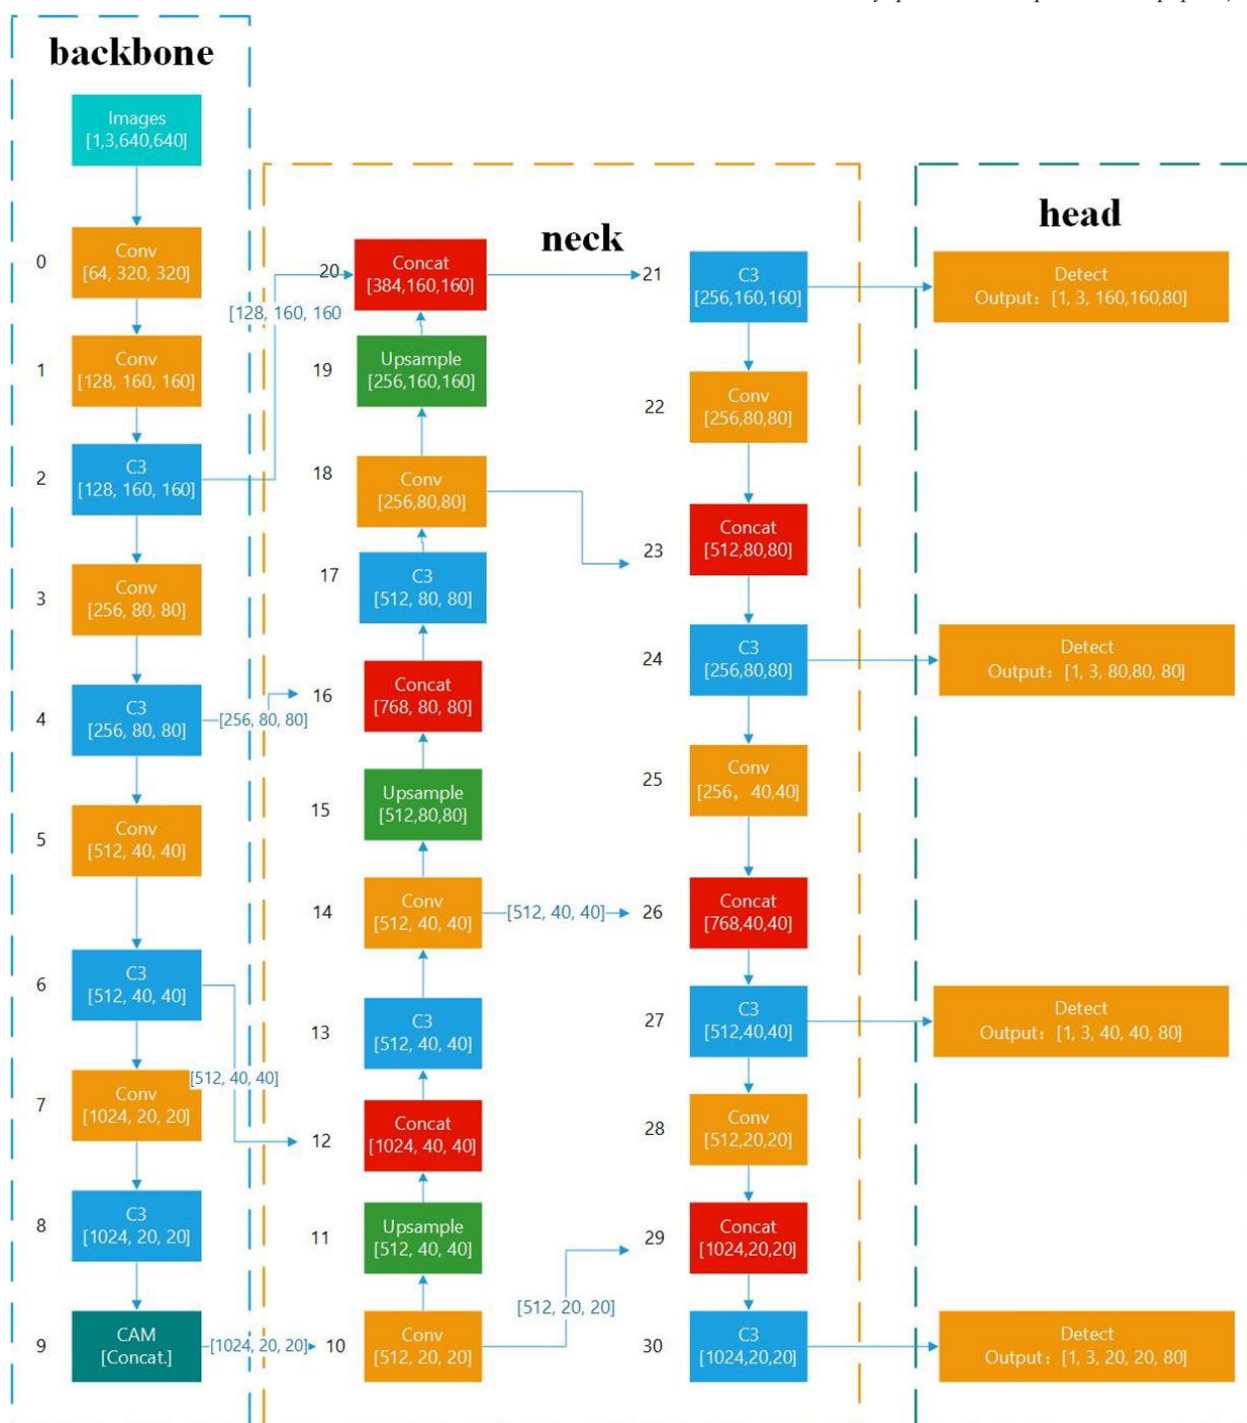 backbone
Images
[1,3,640,640]
0
Conv
[64, 320, 320]
1
Conv
[128, 160, 160]
2
C3
[128, 160, 160]
3
Conv
[256, 80, 80]
4
C3
[256, 80, 80]
5
Conv
[512, 40, 40]
6
C3
[512, 40, 40]
7
Conv
[1024, 20, 20]
8
C3
[1024, 20, 20]
9
CAM
[Concat.]
[128, 160, 160
[256, 80, 80]
[512, 40, 40]
[1024, 20, 20]
neck
20
Concat
[384,160,160]
19
Upsample
[256,160,160]
18
Conv
[256,80,80]
17
C3
[512, 80, 80]
16
Concat
[768, 80, 80]
15
Upsample
[512,80,80]
14
Conv
[512, 40, 40]
[512, 40, 40]
13
C3
[512, 40, 40]
12
Concat
[1024, 40, 40]
11
Upsample
[512, 40, 40]
10
Conv
[512, 20, 20]
[512, 20, 20]
21
C3
[256,160,160]
22
Conv
[256,80,80]
23
Concat
[512,80,80]
24
C3
[256,80,80]
25
Conv
[256，40,40]
26
Concat
[768,40,40]
27
C3
[512,40,40]
28
Conv
[512,20,20]
29
Concat
[1024,20,20]
30
C3
[1024,20,20]
head
Detect
Output：[1, 3, 160,160,80]
Detect
Output：[1, 3, 80,80, 80]
Detect
Output：[1, 3, 40, 40, 80]
Detect
Output：[1, 3, 20, 20, 80]